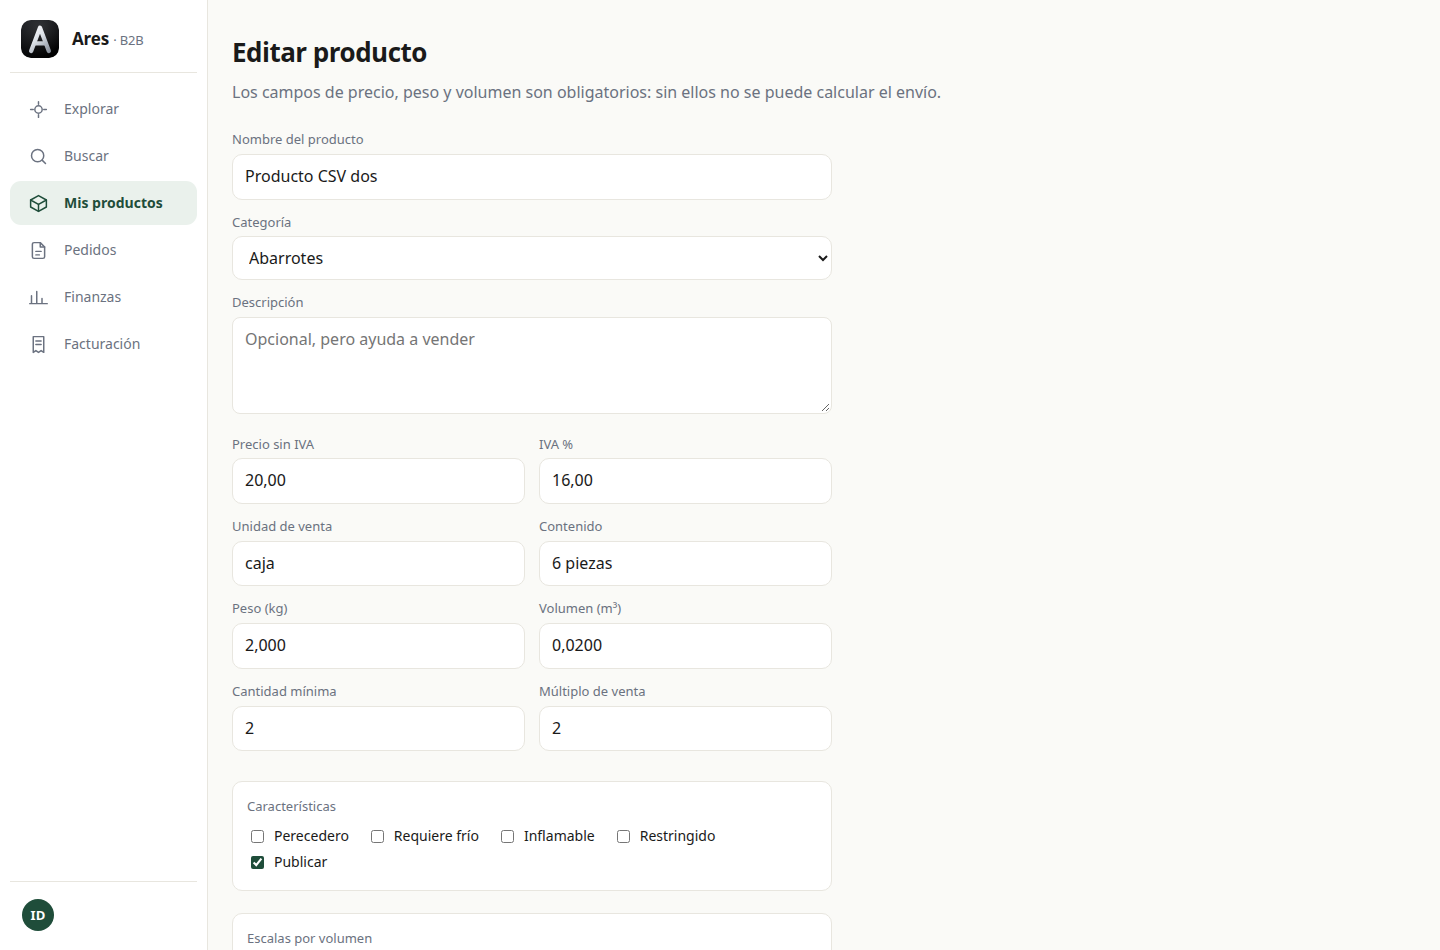 Ares · B2B
Explorar
Buscar
Mis productos
Pedidos
Finanzas
Facturación
ID
Editar producto
Los campos de precio, peso y volumen son obligatorios: sin ellos no se puede calcular el envío.
Nombre del producto
Producto CSV dos
Categoría
Abarrotes
Descripción
Opcional, pero ayuda a vender
Precio sin IVA
IVA %
20,00
16,00
Unidad de venta
Contenido
caja
6 piezas
Peso (kg)
Volumen (m³)
2,000
0,0200
Cantidad mínima
Múltiplo de venta
2
2
Características
Perecedero
Requiere frío
Inflamable
Restringido
Publicar
Escalas por volumen